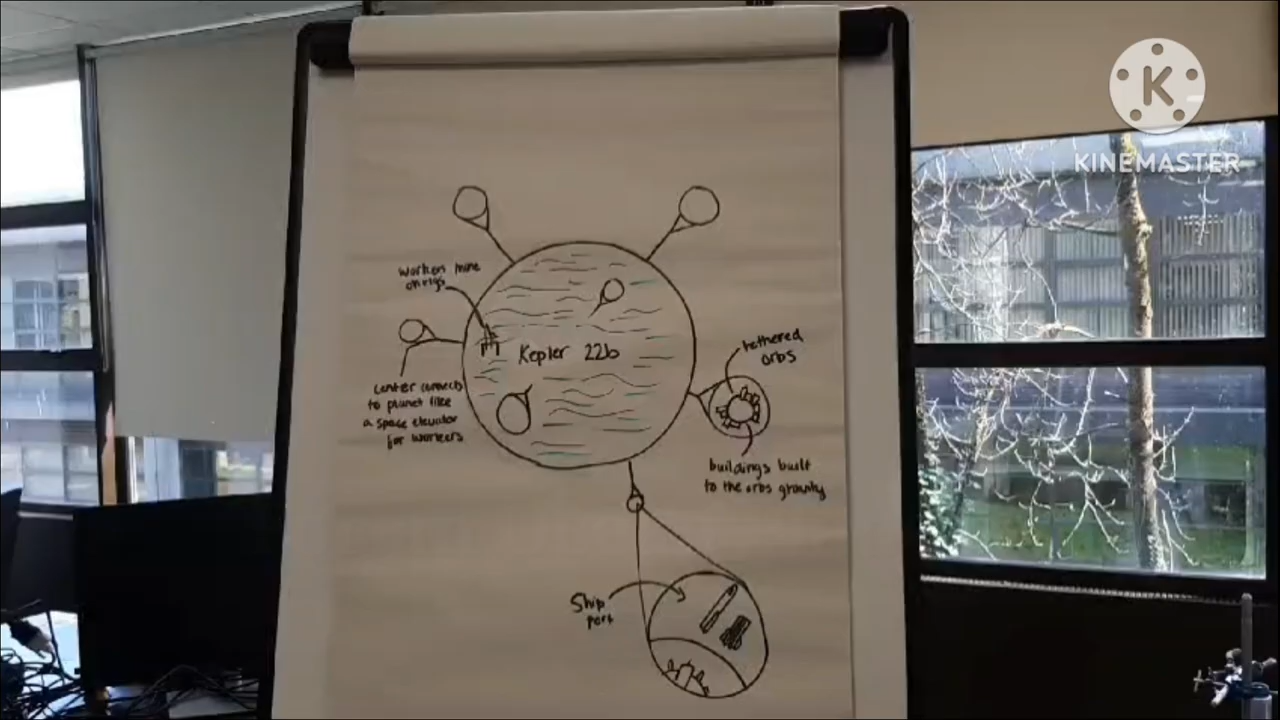 K
KINEMASTER
workers mine
on rigs
Kepler 22b
tethered
orbs
center connects
to planet like
a space elevator
for workers
buildings built
to the orbs gravity
Ship
port